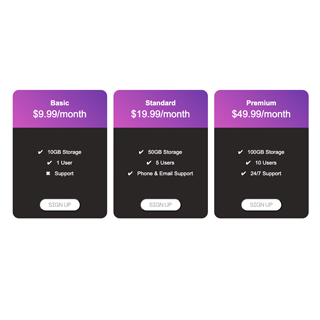 Basic
$9.99/month
✔ 10GB Storage
✔ 1 User
✖ Support
SIGN UP
Standard
$19.99/month
✔ 50GB Storage
✔ 5 Users
✔ Phone & Email Support
SIGN UP
Premium
$49.99/month
✔ 100GB Storage
✔ 10 Users
✔ 24/7 Support
SIGN UP